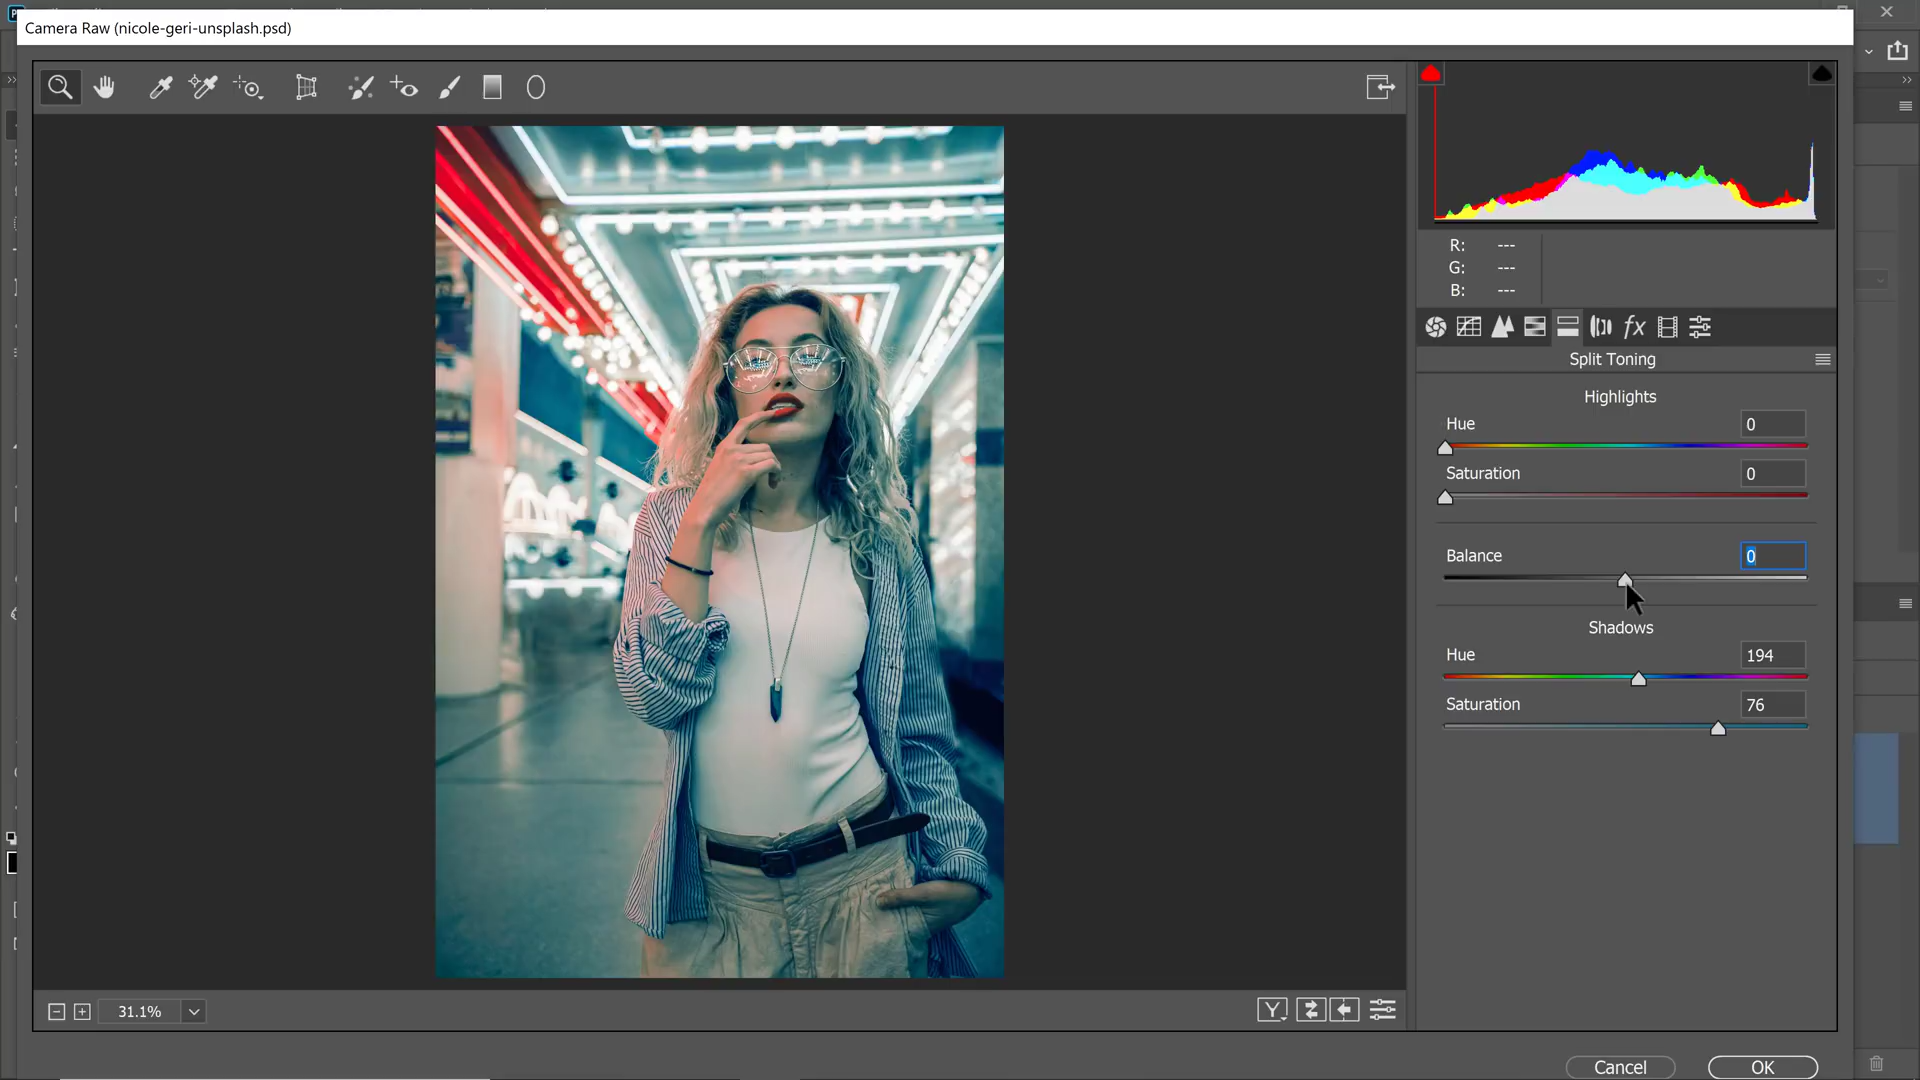 Camera Raw (nicole-geri-unsplash.psd)
R: ---
G: ---
B: ---
fx
Split Toning
Highlights
Hue 0
Saturation 0
Balance 0
Shadows
Hue 194
Saturation 76
31.1%
Y
Cancel OK